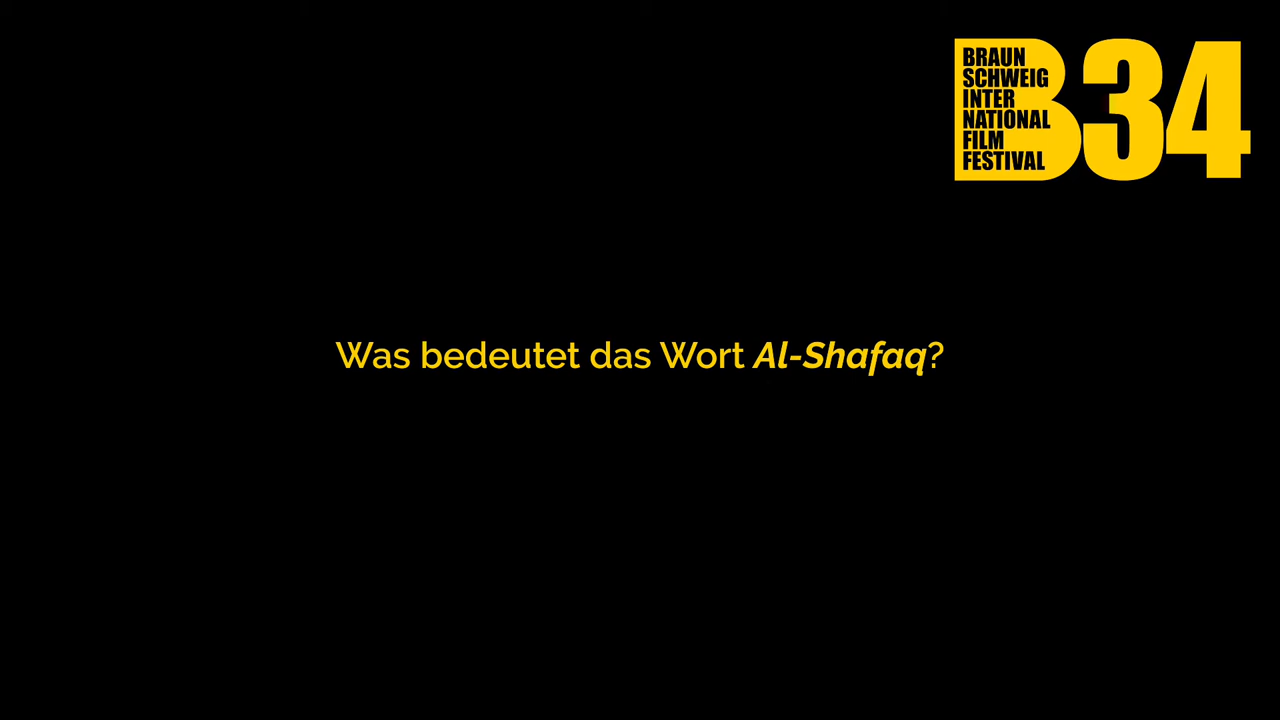 BRAUN
SCHWEIG
INTER
NATIONAL
FILM
FESTIVAL
B34
Was bedeutet das Wort Al-Shafaq?